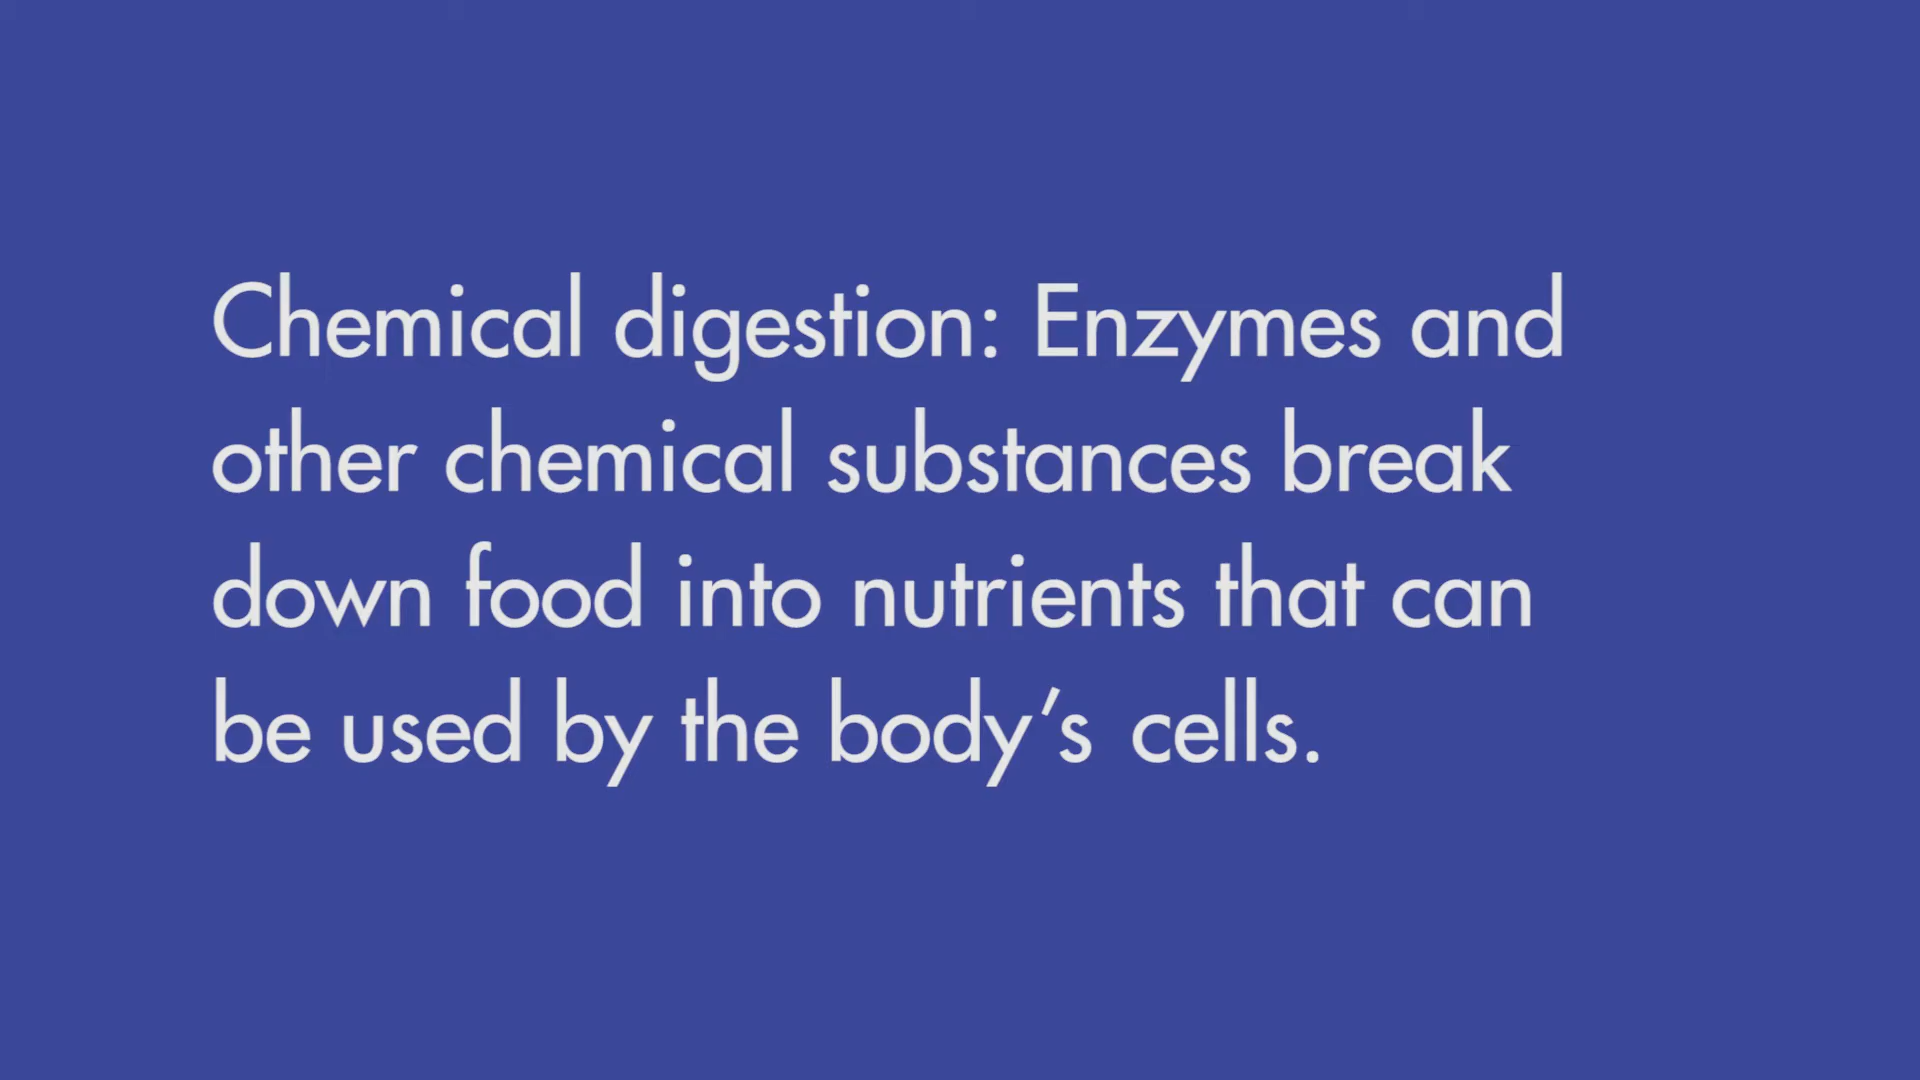 Chemical digestion: Enzymes and
other chemical substances break
down food into nutrients that can
be used by the body’s cells.